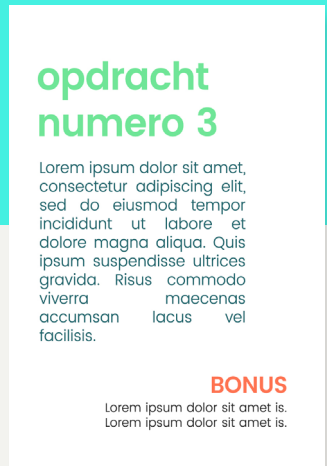 opdracht
numero 3
Lorem ipsum dolor sit amet,
consectetur adipiscing elit,
sed do eiusmod tempor
incididunt ut labore et
dolore magna aliqua. Quis
ipsum suspendisse ultrices
gravida. Risus commodo
viverra maecenas
accumsan lacus vel
facilisis.
BONUS
Lorem ipsum dolor sit amet is.
Lorem ipsum dolor sit amet is.